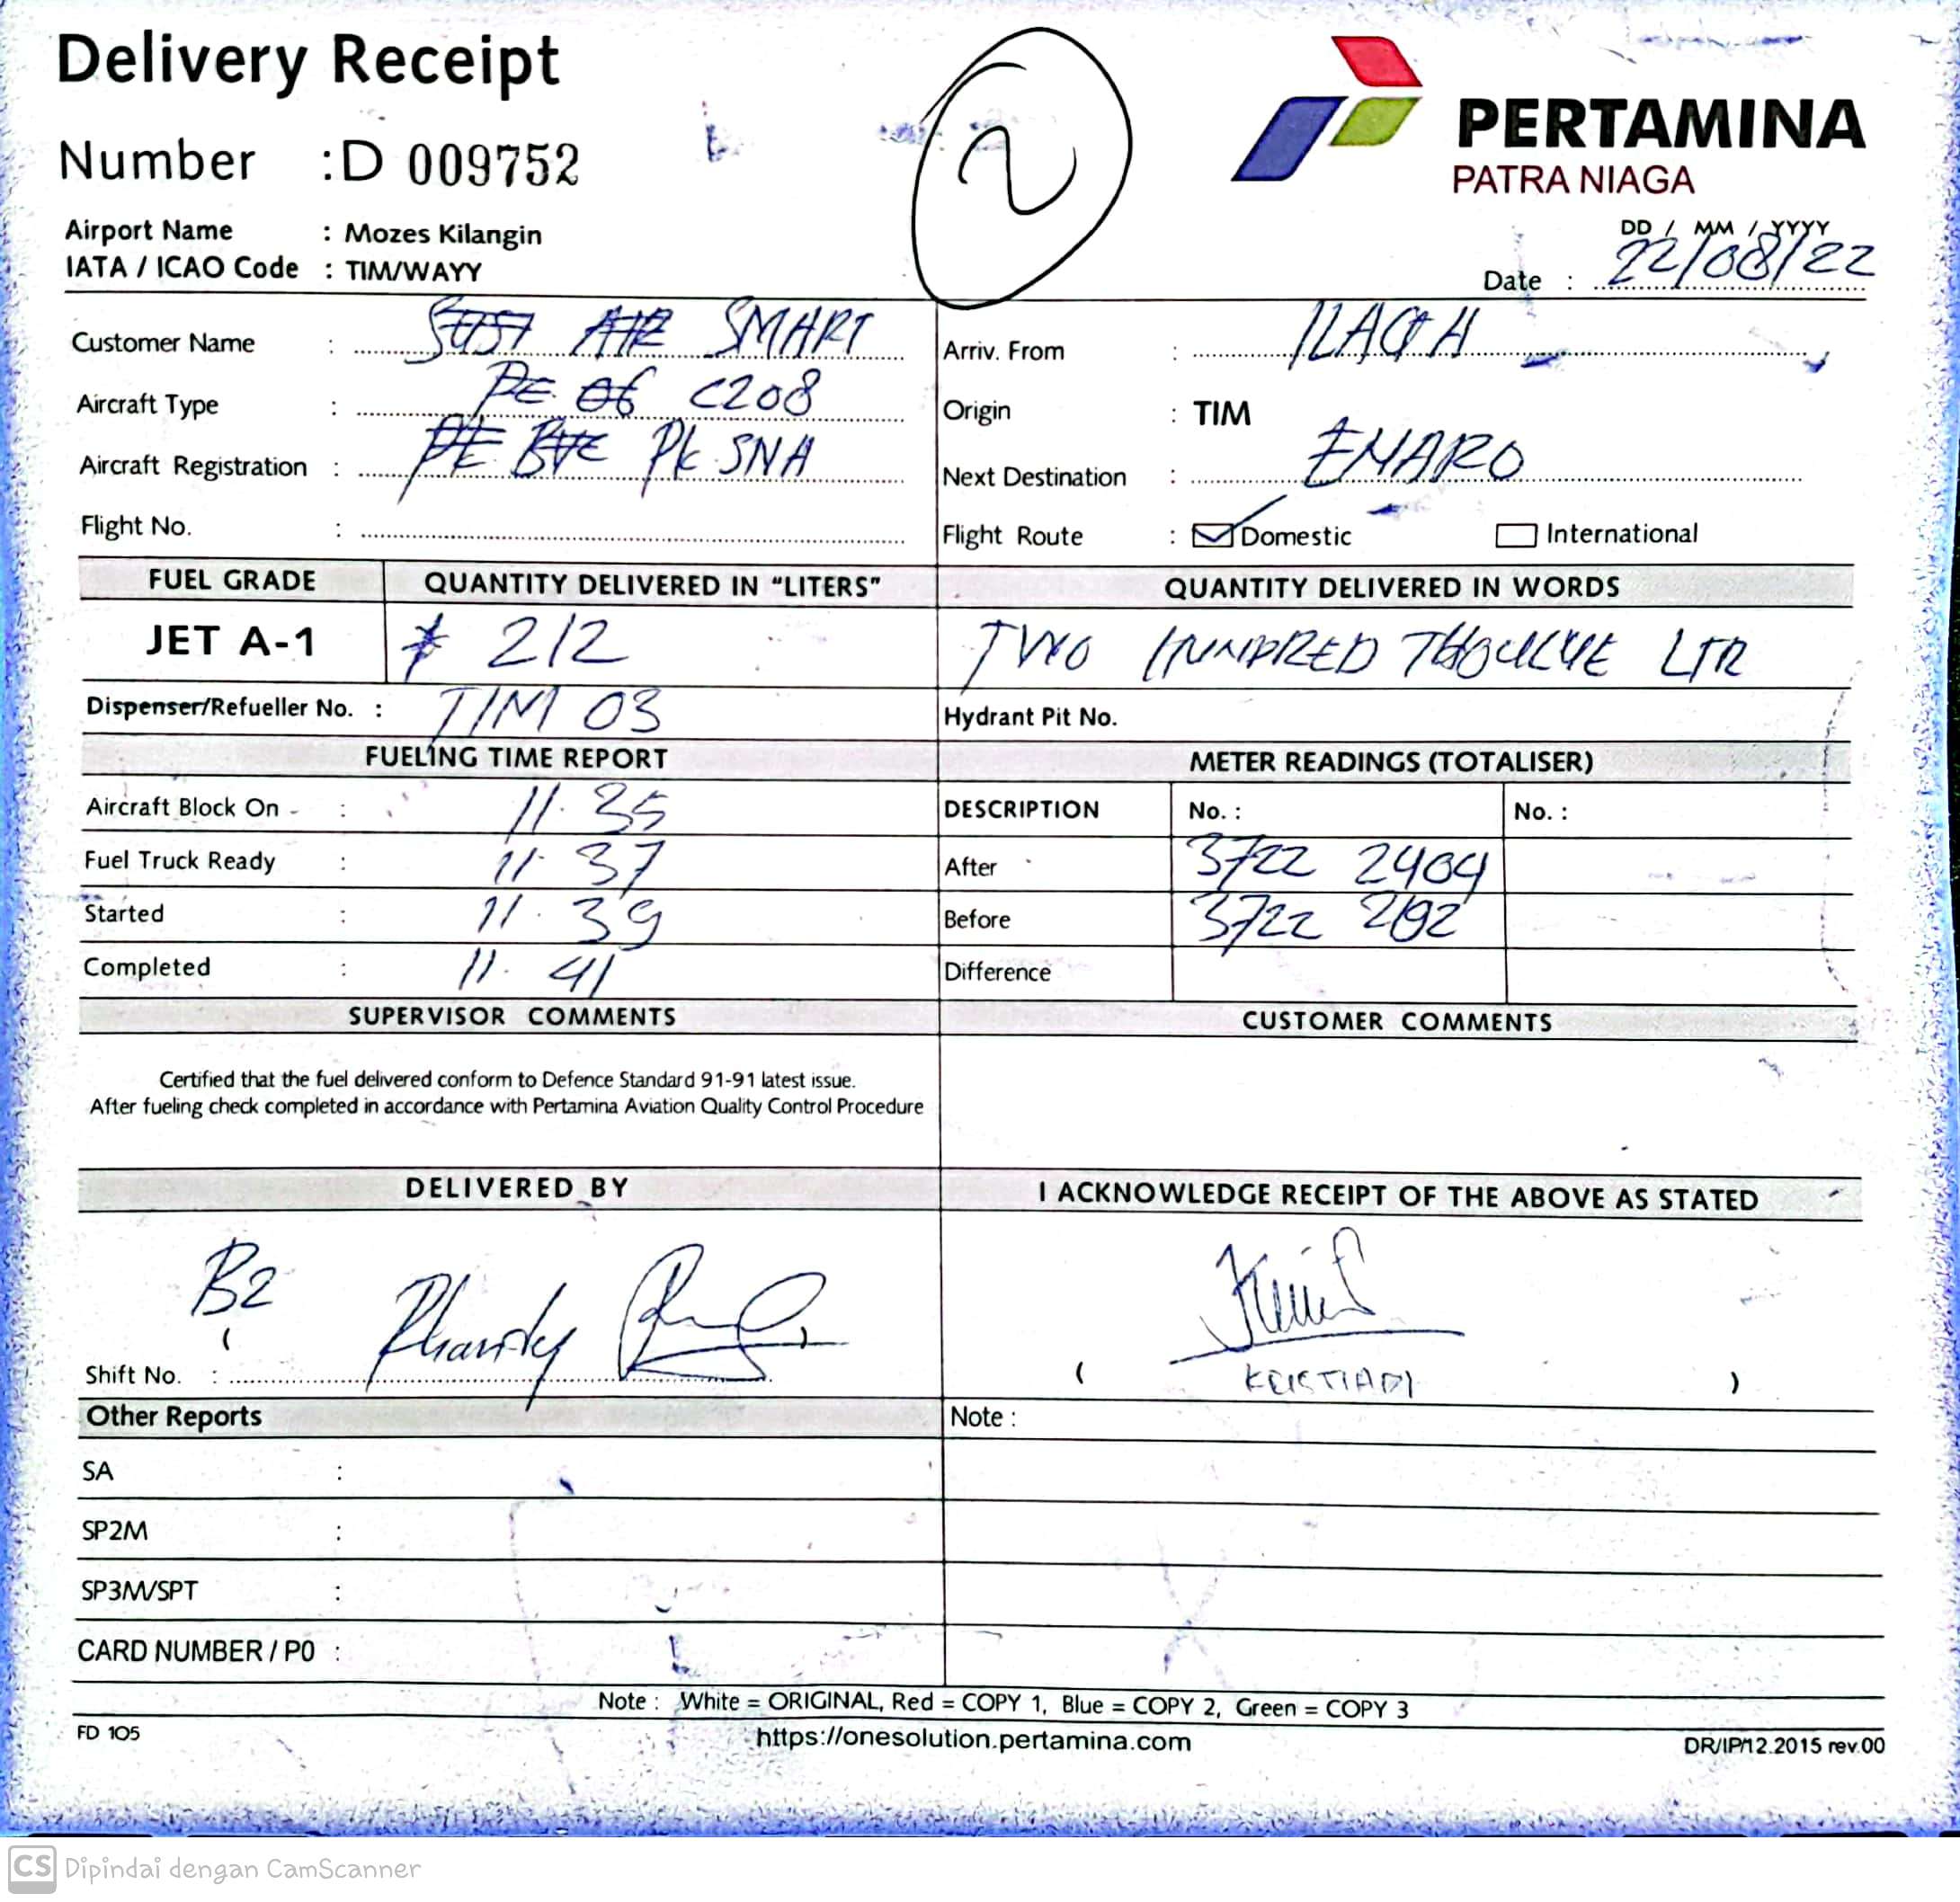 Delivery Receipt
2
PERTAMINA
PATRA NIAGA
Number : D 009752
Airport Name : Mozes Kilangin
IATA / ICAO Code : TIM/WAYY
DD / MM / YYYY
Date : 22/08/22
Customer Name : SMART
Arriv. From : ILAGA
Aircraft Type : C208
Origin : TIM
Aircraft Registration : PK SNA
Next Destination : ENARO
Flight No. :
Flight Route : Domestic International
FUEL GRADE QUANTITY DELIVERED IN "LITERS" QUANTITY DELIVERED IN WORDS
JET A-1 212 TWO HUNDRED LTR
Dispenser/Refueller No. : TIM 03
Hydrant Pit No.
FUELING TIME REPORT METER READINGS (TOTALISER)
Aircraft Block On : 11.35 DESCRIPTION No. : No. :
Fuel Truck Ready : 11.37 After 3722 2404
Started : 11.39 Before 3722 2192
Completed : 11.41 Difference
SUPERVISOR COMMENTS CUSTOMER COMMENTS
Certified that the fuel delivered conform to Defence Standard 91-91 latest issue.
After fueling check completed in accordance with Pertamina Aviation Quality Control Procedure
DELIVERED BY I ACKNOWLEDGE RECEIPT OF THE ABOVE AS STATED
B2
Shift No. : ( )
( KRISTIADI )
Other Reports Note :
SA :
SP2M :
SP3M/SPT :
CARD NUMBER / PO :
Note : White = ORIGINAL, Red = COPY 1, Blue = COPY 2, Green = COPY 3
FD 105 https://onesolution.pertamina.com DR/IP/12.2015 rev.00
CS Dipindai dengan CamScanner